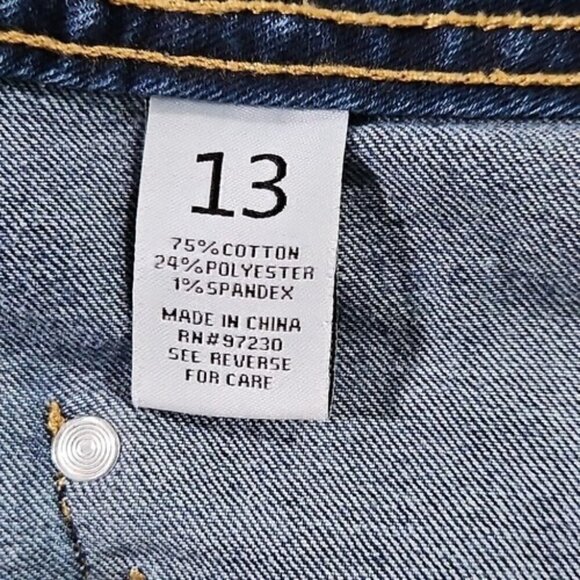 13
75%COTTON
24%POLYESTER
1%SPANDEX
MADE IN CHINA
RN#97230
SEE REVERSE
FOR CARE